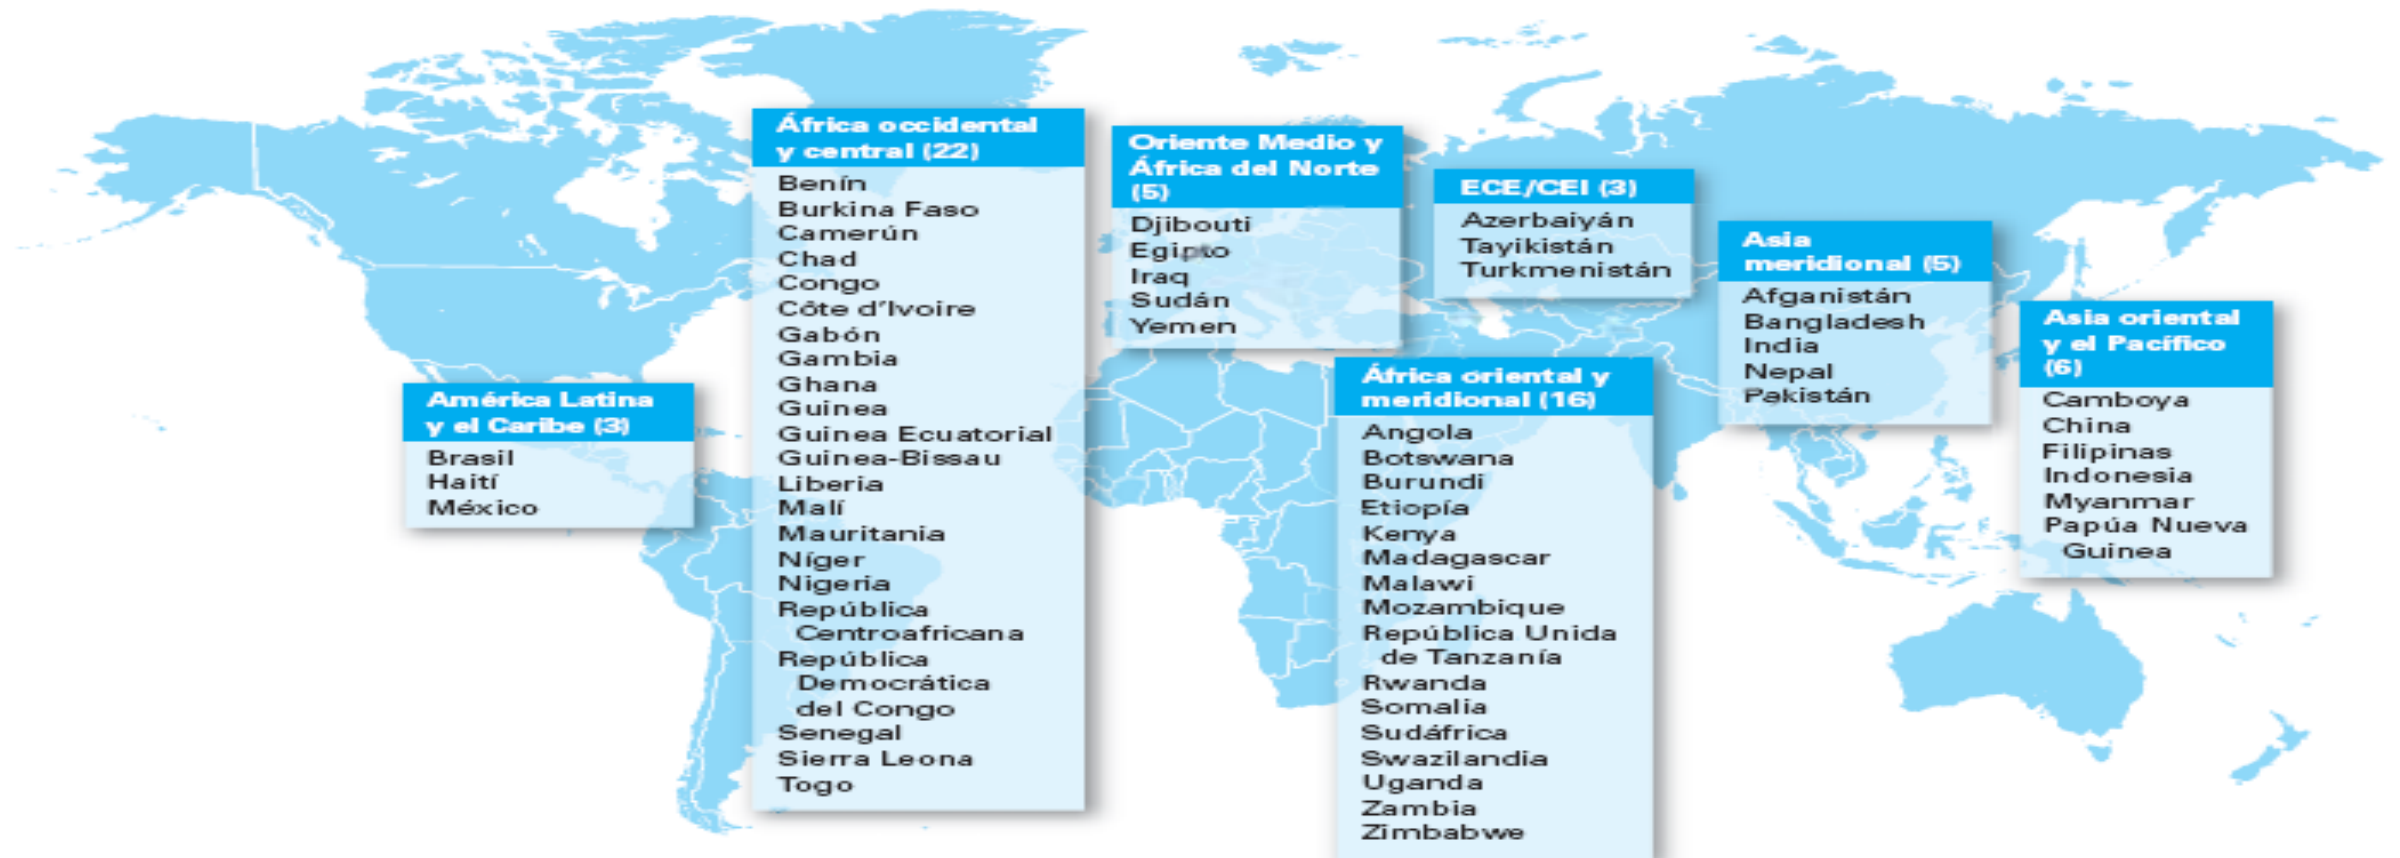 América Latina
y el Caribe (3)
Brasil
Haití
México
África occidental
y central (22)
Benín
Burkina Faso
Camerún
Chad
Congo
Côte d’Ivoire
Gabón
Gambia
Ghana
Guinea
Guinea Ecuatorial
Guinea-Bissau
Liberia
Malí
Mauritania
Níger
Nigeria
República
Centroafricana
República
Democrática
del Congo
Senegal
Sierra Leona
Togo
Oriente Medio y
África del Norte
(5)
Djibouti
Egipto
Iraq
Sudán
Yemen
África oriental y
meridional (16)
Angola
Botswana
Burundi
Etiopía
Kenya
Madagascar
Malawi
Mozambique
República Unida
de Tanzanía
Rwanda
Somalia
Sudáfrica
Swazilandia
Uganda
Zambia
Zimbabwe
ECE/CEI (3)
Azerbaiyán
Tayikistán
Turkmenistán
Asia
meridional (5)
Afganistán
Bangladesh
India
Nepal
Pakistán
Asia oriental
y el Pacífico
(6)
Camboya
China
Filipinas
Indonesia
Myanmar
Papúa Nueva
Guinea